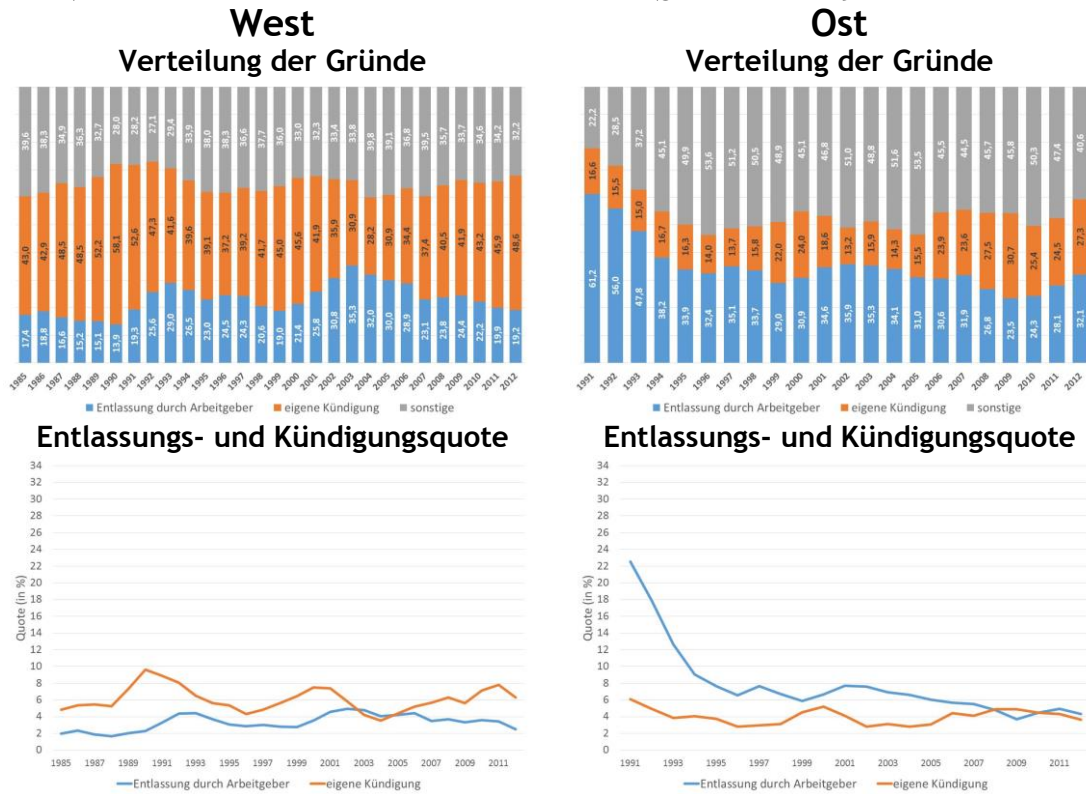 West
Verteilung der Gründe
39,6 38,3 34,9 36,3 32,7 28,0 28,2 27,1 29,4 33,9 38,0 38,3 36,6 37,7 36,0 33,0 32,3 33,4 33,8 39,8 39,1 36,8 39,5 35,7 33,7 34,6 34,2 32,2
43,0 42,9 48,5 48,5 52,2 58,1 52,6 47,3 41,6 39,6 39,1 37,2 39,2 41,7 45,0 45,6 41,9 35,9 30,9 28,2 30,9 34,4 37,4 40,5 41,9 43,2 45,9 48,6
17,4 18,8 16,6 15,2 15,1 13,9 19,3 25,6 29,0 26,5 23,0 24,5 24,3 20,6 19,0 21,4 25,8 30,8 35,3 32,0 30,0 28,9 23,1 23,8 24,4 22,2 19,9 19,2
1985 1986 1987 1988 1989 1990 1991 1992 1993 1994 1995 1996 1997 1998 1999 2000 2001 2002 2003 2004 2005 2006 2007 2008 2009 2010 2011 2012
Entlassung durch Arbeitgeber eigene Kündigung sonstige
Ost
Verteilung der Gründe
22,2 28,5 37,2 45,1 49,9 53,6 51,2 50,5 48,9 45,1 46,8 51,0 48,8 51,6 53,5 45,5 44,5 45,7 45,8 50,3 47,4 40,6
16,6 15,5 15,0 16,7 16,3 14,0 13,7 15,8 22,0 24,0 18,6 13,2 15,9 14,3 15,5 23,9 23,6 27,5 30,7 25,4 24,5 27,3
61,2 56,0 47,8 38,2 33,9 32,4 35,1 33,7 29,0 30,9 34,6 35,9 35,3 34,1 31,0 30,6 31,9 26,8 23,5 24,3 28,1 32,1
1991 1992 1993 1994 1995 1996 1997 1998 1999 2000 2001 2002 2003 2004 2005 2006 2007 2008 2009 2010 2011 2012
Entlassung durch Arbeitgeber eigene Kündigung sonstige
Entlassungs- und Kündigungsquote
Quote (in %)
34
32
30
28
26
24
22
20
18
16
14
12
10
8
6
4
2
0
1985 1987 1989 1991 1993 1995 1997 1999 2001 2003 2005 2007 2009 2011
Entlassung durch Arbeitgeber eigene Kündigung
Entlassungs- und Kündigungsquote
Quote (in %)
34
32
30
28
26
24
22
20
18
16
14
12
10
8
6
4
2
0
1991 1993 1995 1997 1999 2001 2003 2005 2007 2009 2011
Entlassung durch Arbeitgeber eigene Kündigung